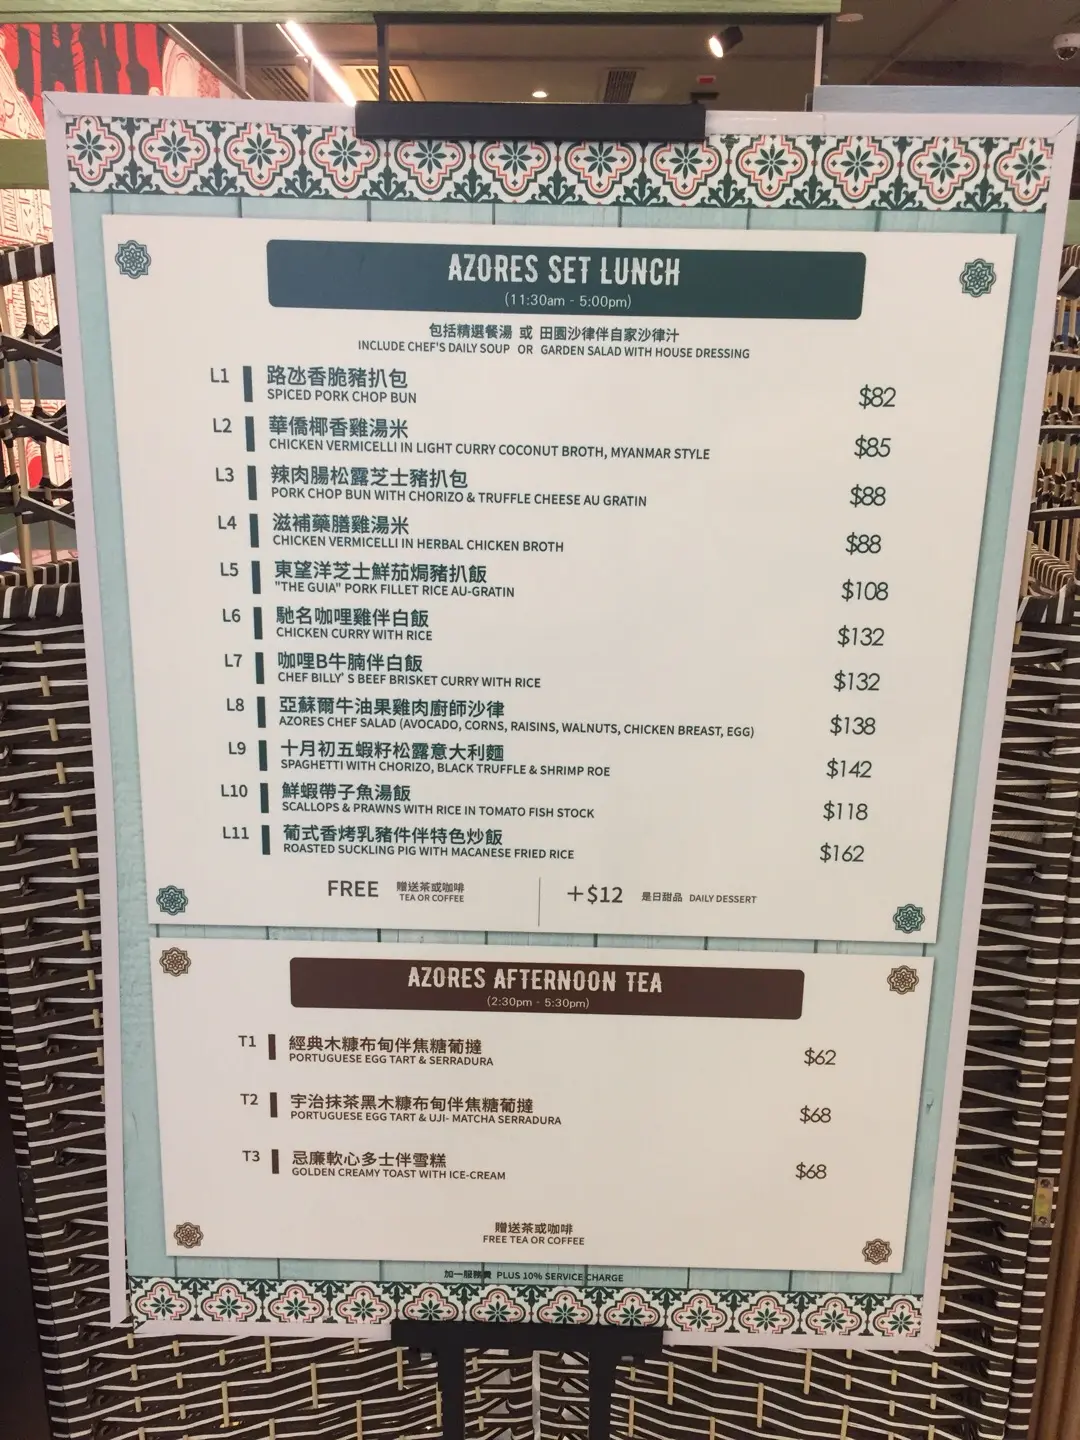 AZORES SET LUNCH
(11:30am - 5:00pm)
包括精選餐湯 或 田園沙律伴自家沙律汁
INCLUDE CHEF'S DAILY SOUP OR GARDEN SALAD WITH HOUSE DRESSING
L1 路氹香脆豬扒包
SPICED PORK CHOP BUN $82
L2 華僑椰香雞湯米
CHICKEN VERMICELLI IN LIGHT CURRY COCONUT BROTH, MYANMAR STYLE $85
L3 辣肉腸松露芝士豬扒包
PORK CHOP BUN WITH CHORIZO & TRUFFLE CHEESE AU GRATIN $88
L4 滋補藥膳雞湯米
CHICKEN VERMICELLI IN HERBAL CHICKEN BROTH $88
L5 東望洋芝士鮮茄焗豬扒飯
"THE GUIA" PORK FILLET RICE AU-GRATIN $108
L6 馳名咖哩雞伴白飯
CHICKEN CURRY WITH RICE $132
L7 咖哩B牛腩伴白飯
CHEF BILLY' S BEEF BRISKET CURRY WITH RICE $132
L8 亞蘇爾牛油果雞肉廚師沙律
AZORES CHEF SALAD (AVOCADO, CORNS, RAISINS, WALNUTS, CHICKEN BREAST, EGG) $138
L9 十月初五蝦籽松露意大利麵
SPAGHETTI WITH CHORIZO, BLACK TRUFFLE & SHRIMP ROE $142
L10 鮮蝦帶子魚湯飯
SCALLOPS & PRAWNS WITH RICE IN TOMATO FISH STOCK $118
L11 葡式香烤乳豬件伴特色炒飯
ROASTED SUCKLING PIG WITH MACANESE FRIED RICE $162
FREE 贈送茶或咖啡 TEA OR COFFEE
+$12 是日甜品 DAILY DESSERT
AZORES AFTERNOON TEA
(2:30pm - 5:30pm)
T1 經典木糠布甸伴焦糖葡撻
PORTUGUESE EGG TART & SERRADURA $62
T2 宇治抹茶黑木糠布甸伴焦糖葡撻
PORTUGUESE EGG TART & UJI- MATCHA SERRADURA $68
T3 忌廉軟心多士伴雪糕
GOLDEN CREAMY TOAST WITH ICE-CREAM $68
贈送茶或咖啡
FREE TEA OR COFFEE
加一服務費 PLUS 10% SERVICE CHARGE